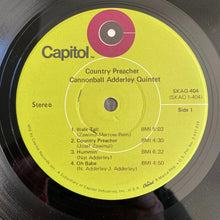 Capitol
Country Preacher
Cannonball Adderley Quintet
SKAO-404
(SKAO 1-404)
Stereo
Side 1
1. Walk Tall BMI 5:03
(Zawinul-Marrow-Rein)
2. Country Preacher BMI 4:30
(Josef Zawinul)
3. Hummin' BMI 6:32
(Nat Adderley)
4. Oh Babe BMI 4:50
(N. Adderley-J. Adderley)